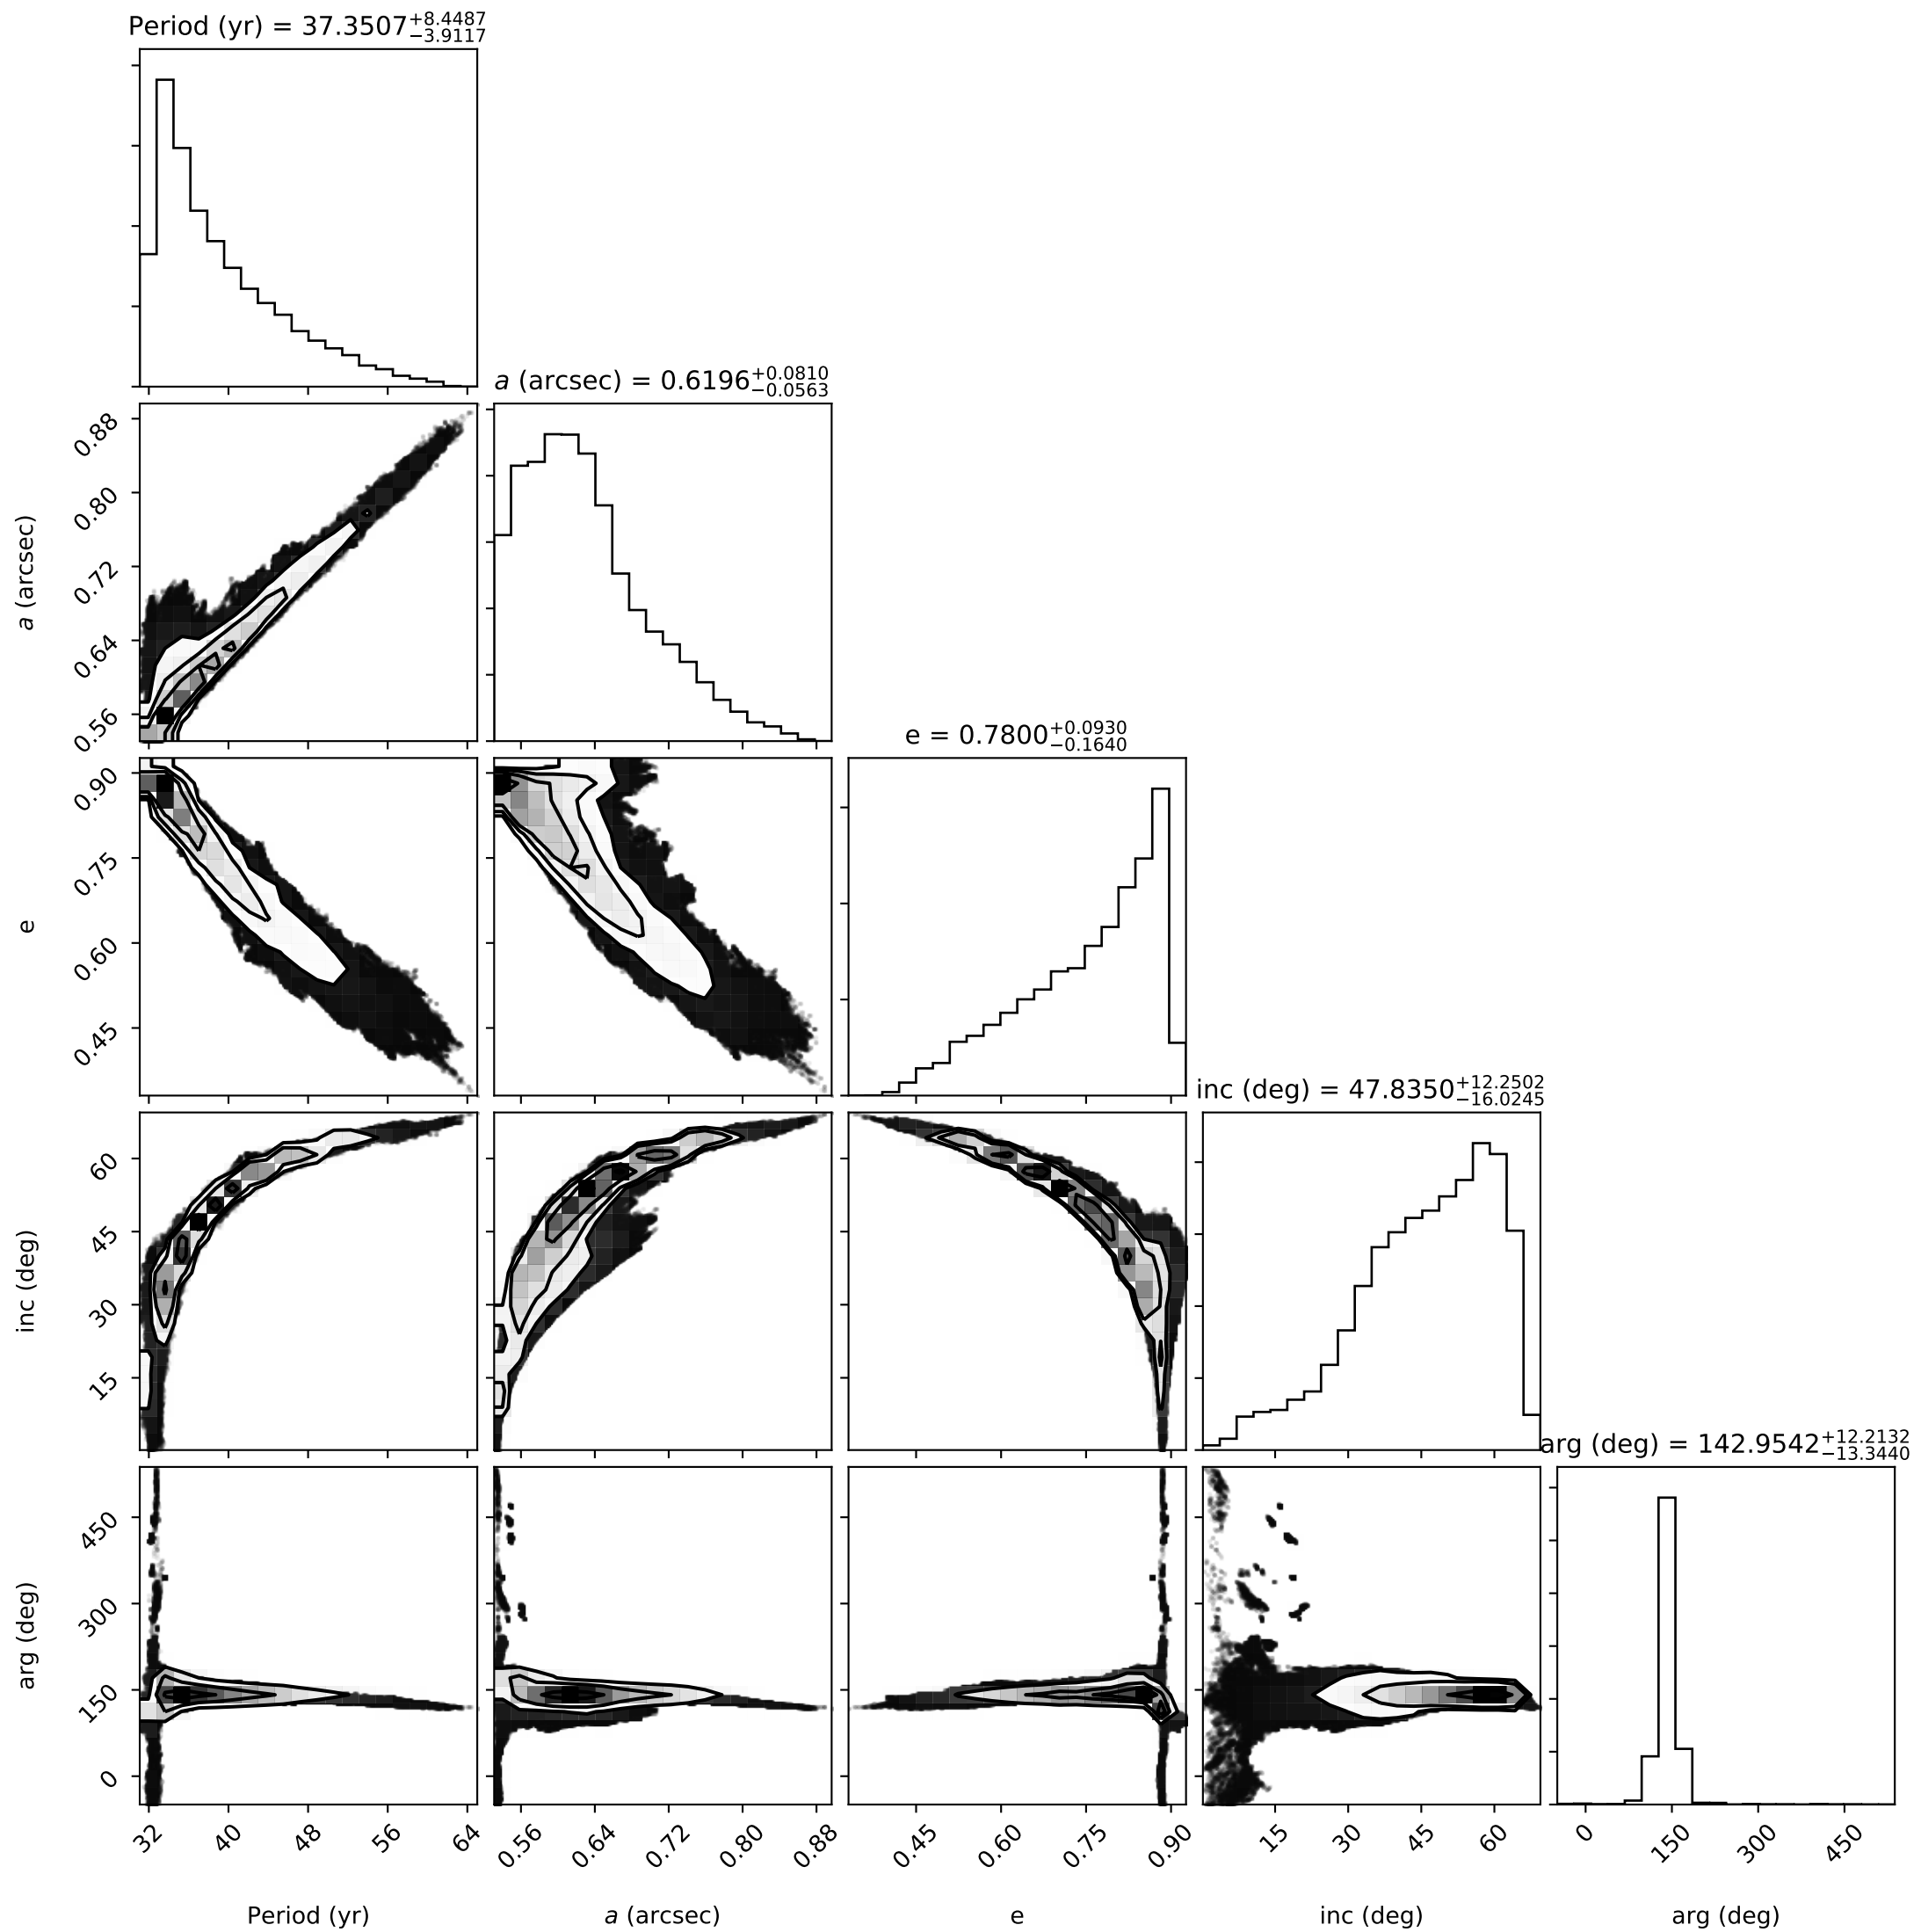 Period (yr) = 37.3507+8.4487 −3.9117
a (arcsec) = 0.6196+0.0810 −0.0563
0.88
0.80
0.72
0.64
0.56
a (arcsec)
e = 0.7800+0.0930 −0.1640
0.90
0.75
0.60
0.45
e
inc (deg) = 47.8350+12.2502 −16.0245
60
45
30
15
inc (deg)
arg (deg) = 142.9542+12.2132 −13.3440
450
300
150
0
arg (deg)
32 40 48 56 64 0.56 0.64 0.72 0.80 0.88 0.45 0.60 0.75 0.90 15 30 45 60 0 150 300 450
Period (yr) a (arcsec) e inc (deg) arg (deg)